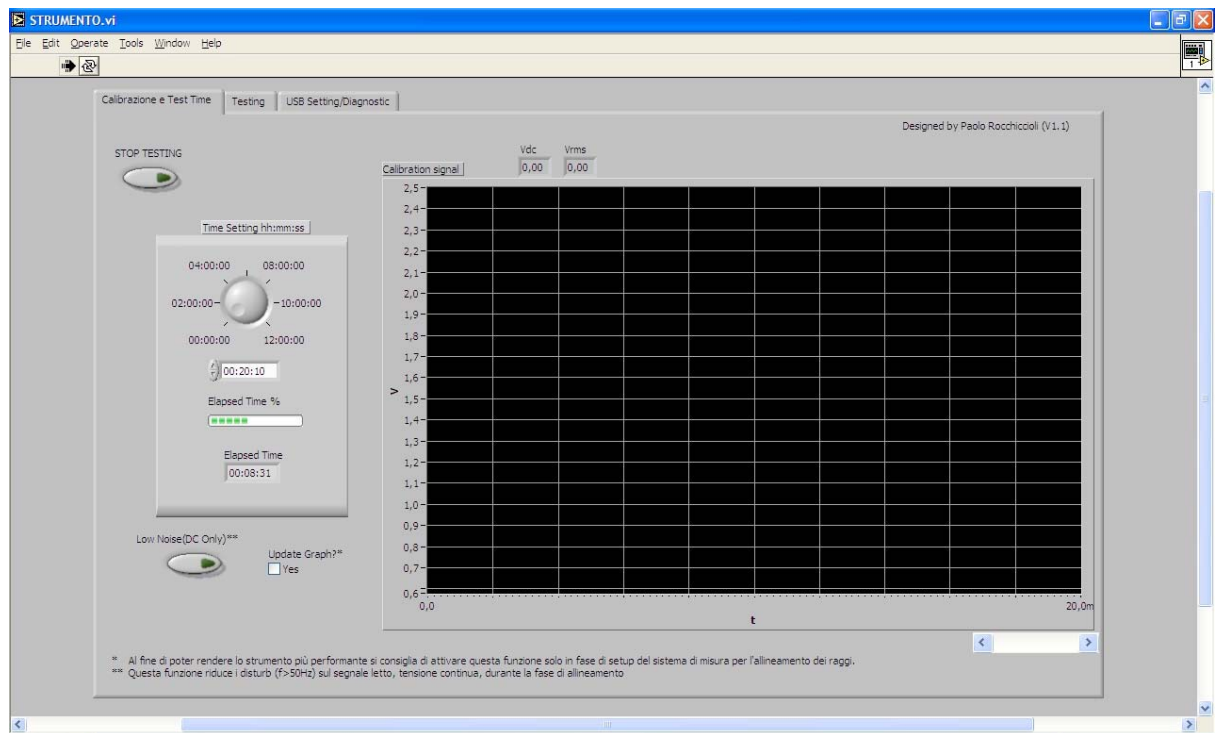 STRUMENTO.vi
File Edit Operate Tools Window Help
1
Calibrazione e Test Time Testing USB Setting/Diagnostic
Designed by Paolo Rocchiccioli (V1.1)
STOP TESTING
Vdc Vrms
Calibration signal 0,00 0,00
Time Setting hh:mm:ss
04:00:00 08:00:00
02:00:00 10:00:00
00:00:00 12:00:00
00:20:10
Elapsed Time %
Elapsed Time
00:08:31
Low Noise(DC Only)**
Update Graph?*
Yes
2,5
2,4
2,3
2,2
2,1
2,0
1,9
1,8
1,7
1,6
1,5
1,4
1,3
1,2
1,1
1,0
0,9
0,8
0,7
0,6
V
0,0 20,0m
t
* Al fine di poter rendere lo strumento più performante si consiglia di attivare questa funzione solo in fase di setup del sistema di misura per l'allineamento dei raggi.
** Questa funzione riduce i disturb (f>50Hz) sul segnale letto, tensione continua, durante la fase di allineamento